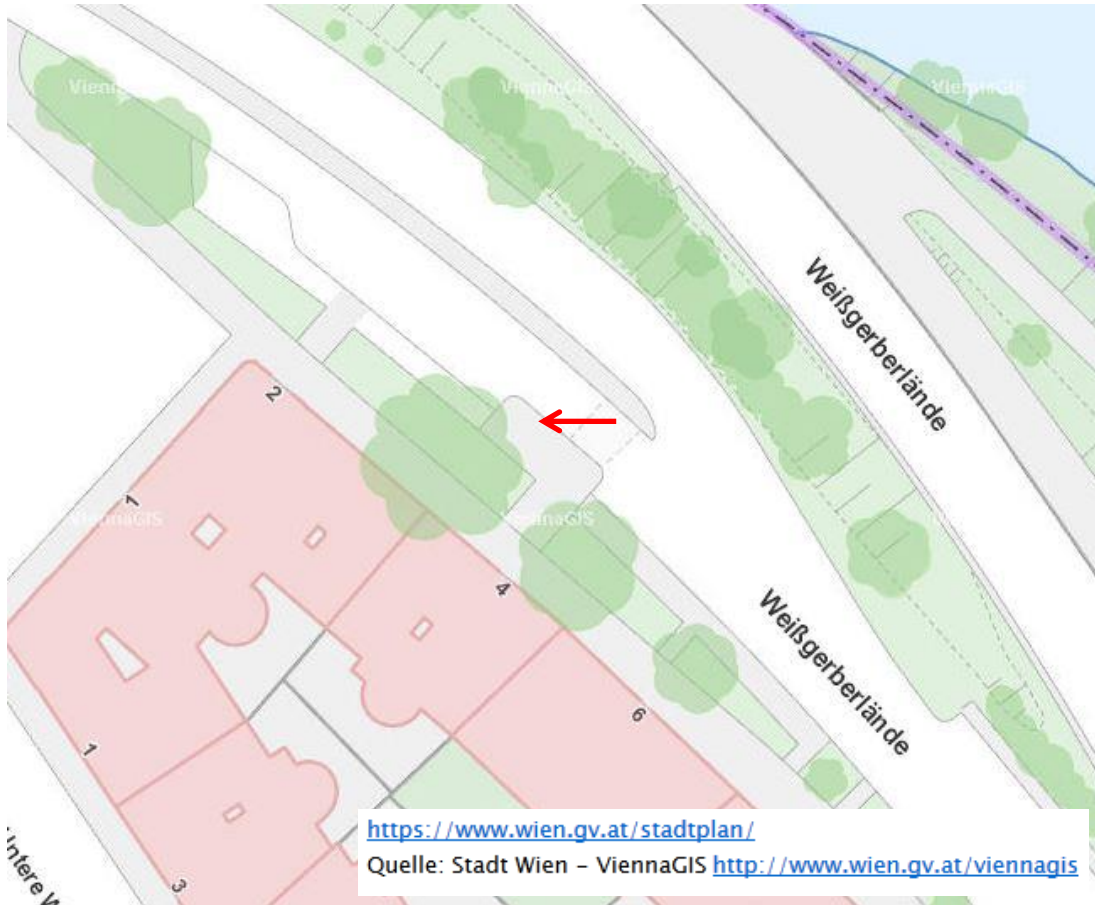 ViennaGIS
ViennaGIS
ViennaGIS
Weißgerberlände
2
1
ViennaGIS
ViennaGIS
4
Weißgerberlände
6
1
3
Untere W
https://www.wien.gv.at/stadtplan/
Quelle: Stadt Wien – ViennaGIS http://www.wien.gv.at/viennagis